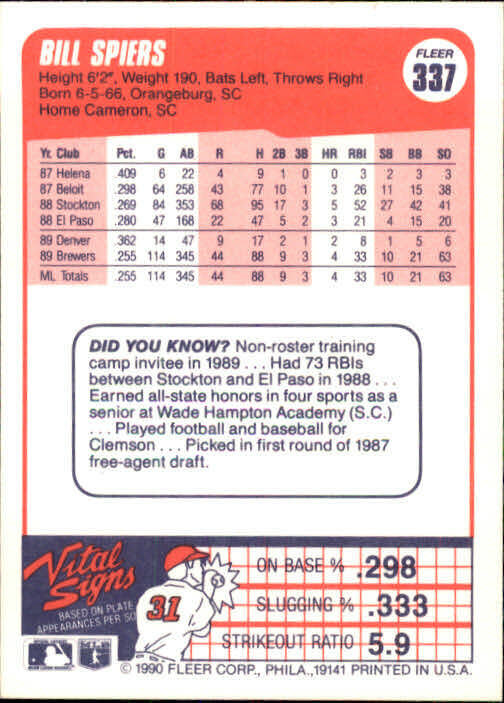 BILL SPIERS
FLEER
337
Height 6'2", Weight 190, Bats Left, Throws Right
Born 6-5-66, Orangeburg, SC
Home Cameron, SC
Yr. Club Pct. G AB R H 2B 3B HR RBI SB BB SO
87 Helena .409 6 22 4 9 1 0 0 3 2 3 3
87 Beloit .298 64 258 43 77 10 1 3 26 11 15 38
88 Stockton .269 84 353 68 95 17 3 5 52 27 42 41
88 El Paso .280 47 168 22 47 5 2 3 21 4 15 20
89 Denver .362 14 47 9 17 2 1 2 8 1 5 6
89 Brewers .255 114 345 44 88 9 3 4 33 10 21 63
ML Totals .255 114 345 44 88 9 3 4 33 10 21 63
DID YOU KNOW? Non-roster training
camp invitee in 1989 . . . Had 73 RBIs
between Stockton and El Paso in 1988 . . .
Earned all-state honors in four sports as a
senior at Wade Hampton Academy (S.C.)
. . . Played football and baseball for
Clemson . . . Picked in first round of 1987
free-agent draft.
Vital
Signs
BASED ON PLATE
APPEARANCES PER SO
31
ON BASE % .298
SLUGGING % .333
STRIKEOUT RATIO 5.9
© 1990 FLEER CORP., PHILA., 19141 PRINTED IN U.S.A.